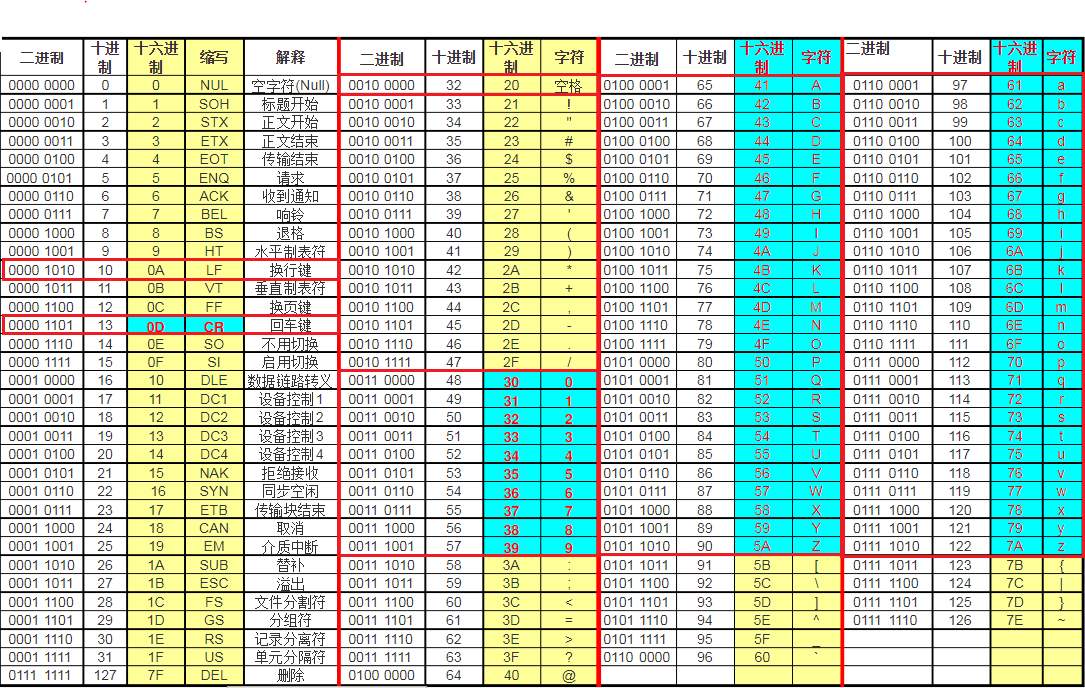 二进制 十进制 十六进制 缩写 解释 二进制 十进制 十六进制 字符 二进制 十进制 十六进制 字符 二进制 十进制 十六进制 字符
0000 0000 0 0 NUL 空字符(Null) 0010 0000 32 20 空格 0100 0001 65 41 A 0110 0001 97 61 a
0000 0001 1 1 SOH 标题开始 0010 0001 33 21 ! 0100 0010 66 42 B 0110 0010 98 62 b
0000 0010 2 2 STX 正文开始 0010 0010 34 22 " 0100 0011 67 43 C 0110 0011 99 63 c
0000 0011 3 3 ETX 正文结束 0010 0011 35 23 # 0100 0100 68 44 D 0110 0100 100 64 d
0000 0100 4 4 EOT 传输结束 0010 0100 36 24 $ 0100 0101 69 45 E 0110 0101 101 65 e
0000 0101 5 5 ENQ 请求 0010 0101 37 25 % 0100 0110 70 46 F 0110 0110 102 66 f
0000 0110 6 6 ACK 收到通知 0010 0110 38 26 & 0100 0111 71 47 G 0110 0111 103 67 g
0000 0111 7 7 BEL 响铃 0010 0111 39 27 ' 0100 1000 72 48 H 0110 1000 104 68 h
0000 1000 8 8 BS 退格 0010 1000 40 28 ( 0100 1001 73 49 I 0110 1001 105 69 i
0000 1001 9 9 HT 水平制表符 0010 1001 41 29 ) 0100 1010 74 4A J 0110 1010 106 6A j
0000 1010 10 0A LF 换行键 0010 1010 42 2A * 0100 1011 75 4B K 0110 1011 107 6B k
0000 1011 11 0B VT 垂直制表符 0010 1011 43 2B + 0100 1100 76 4C L 0110 1100 108 6C l
0000 1100 12 0C FF 换页键 0010 1100 44 2C , 0100 1101 77 4D M 0110 1101 109 6D m
0000 1101 13 0D CR 回车键 0010 1101 45 2D - 0100 1110 78 4E N 0110 1110 110 6E n
0000 1110 14 0E SO 不用切换 0010 1110 46 2E . 0100 1111 79 4F O 0110 1111 111 6F o
0000 1111 15 0F SI 启用切换 0010 1111 47 2F / 0101 0000 80 50 P 0111 0000 112 70 p
0001 0000 16 10 DLE 数据链路转义 0011 0000 48 30 0 0101 0001 81 51 Q 0111 0001 113 71 q
0001 0001 17 11 DC1 设备控制1 0011 0001 49 31 1 0101 0010 82 52 R 0111 0010 114 72 r
0001 0010 18 12 DC2 设备控制2 0011 0010 50 32 2 0101 0011 83 53 S 0111 0011 115 73 s
0001 0011 19 13 DC3 设备控制3 0011 0011 51 33 3 0101 0100 84 54 T 0111 0100 116 74 t
0001 0100 20 14 DC4 设备控制4 0011 0100 52 34 4 0101 0101 85 55 U 0111 0101 117 75 u
0001 0101 21 15 NAK 拒绝接收 0011 0101 53 35 5 0101 0110 86 56 V 0111 0110 118 76 v
0001 0110 22 16 SYN 同步空闲 0011 0110 54 36 6 0101 0111 87 57 W 0111 0111 119 77 w
0001 0111 23 17 ETB 传输块结束 0011 0111 55 37 7 0101 1000 88 58 X 0111 1000 120 78 x
0001 1000 24 18 CAN 取消 0011 1000 56 38 8 0101 1001 89 59 Y 0111 1001 121 79 y
0001 1001 25 19 EM 介质中断 0011 1001 57 39 9 0101 1010 90 5A Z 0111 1010 122 7A z
0001 1010 26 1A SUB 替补 0011 1010 58 3A : 0101 1011 91 5B [ 0111 1011 123 7B {
0001 1011 27 1B ESC 溢出 0011 1011 59 3B ; 0101 1100 92 5C \ 0111 1100 124 7C |
0001 1100 28 1C FS 文件分割符 0011 1100 60 3C < 0101 1101 93 5D ] 0111 1101 125 7D }
0001 1101 29 1D GS 分组符 0011 1101 61 3D = 0101 1110 94 5E ^ 0111 1110 126 7E ~
0001 1110 30 1E RS 记录分离符 0011 1110 62 3E > 0101 1111 95 5F _
0001 1111 31 1F US 单元分隔符 0011 1111 63 3F ? 0110 0000 96 60 `
0111 1111 127 7F DEL 删除 0100 0000 64 40 @